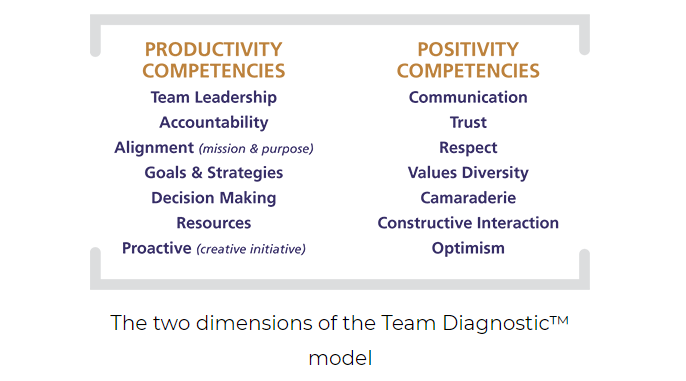 PRODUCTIVITY
COMPETENCIES
Team Leadership
Accountability
Alignment (mission & purpose)
Goals & Strategies
Decision Making
Resources
Proactive (creative initiative)
POSITIVITY
COMPETENCIES
Communication
Trust
Respect
Values Diversity
Camaraderie
Constructive Interaction
Optimism
The two dimensions of the Team Diagnostic™
model